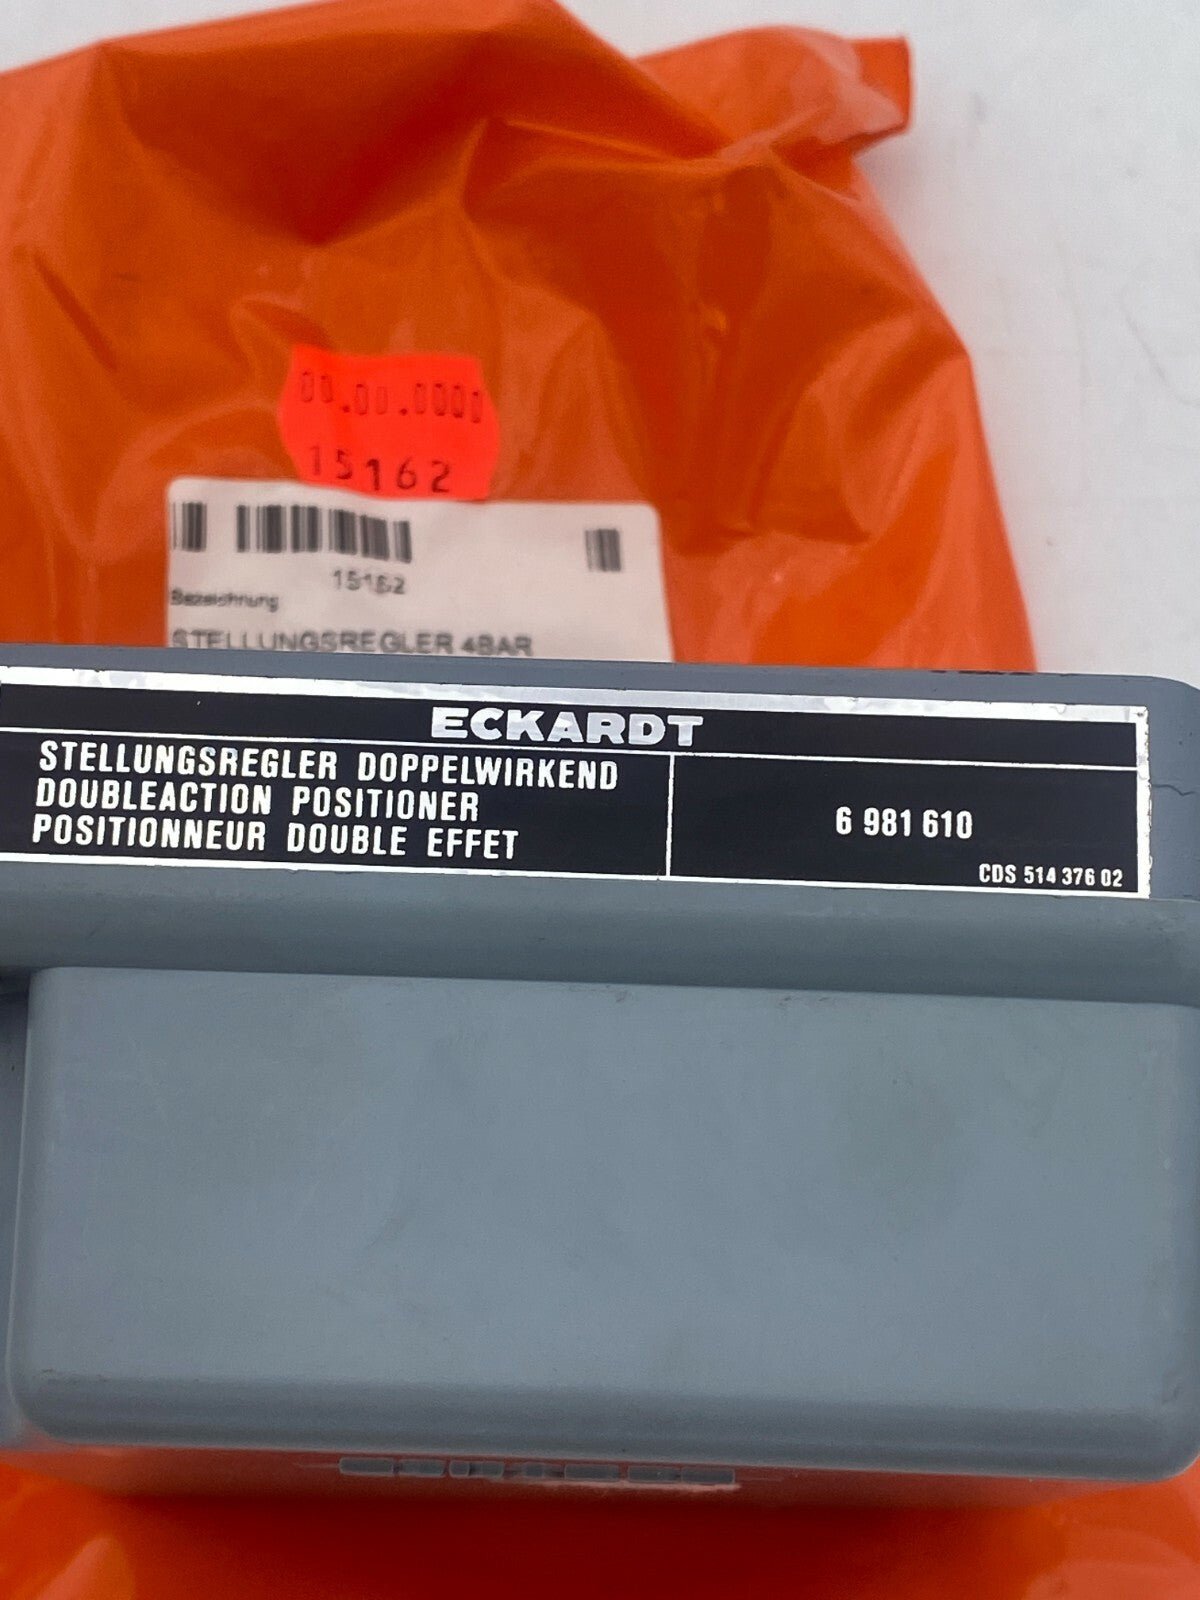 00.00.0000
15162
15162
Bezeichnung
STELLUNGSREGLER 4BAR
ECKARDT
STELLUNGSREGLER DOPPELWIRKEND
DOUBLEACTION POSITIONER
POSITIONNEUR DOUBLE EFFET
6 981 610
CDS 514 376 02